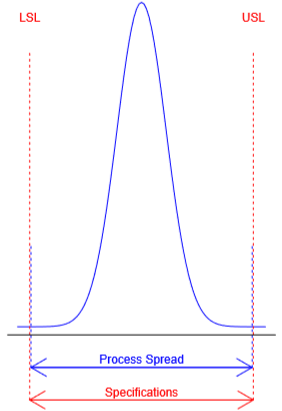 LSL USL
Process Spread
Specifications